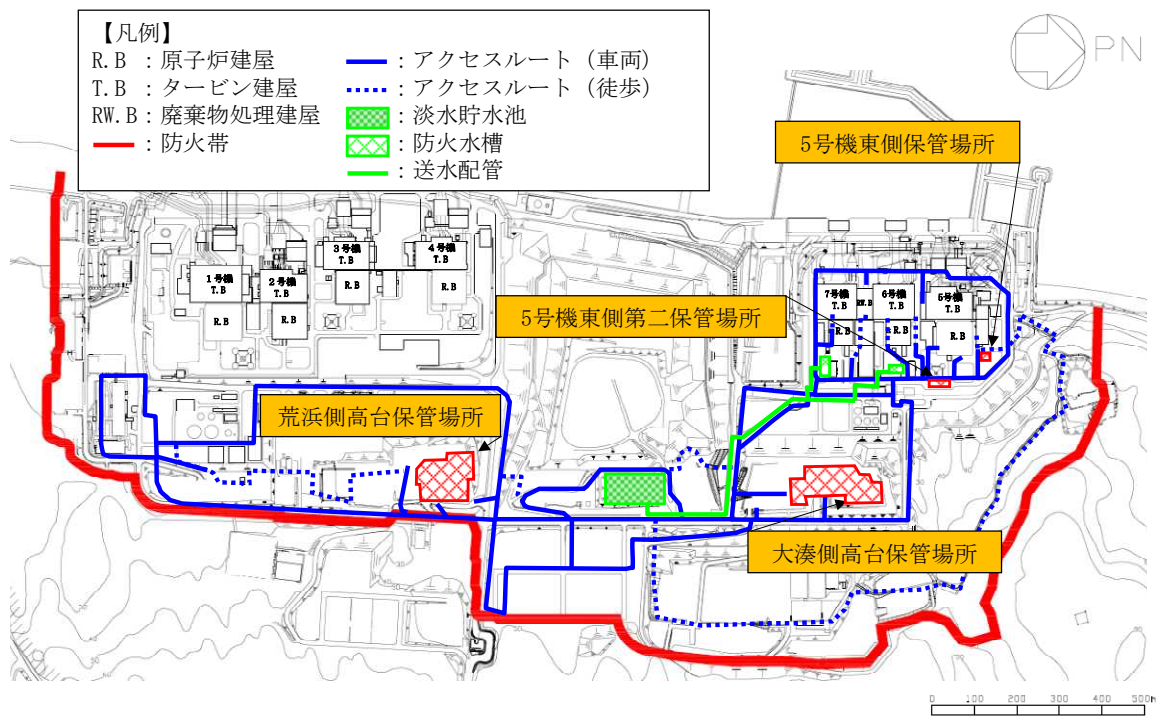 【凡例】
R.B : 原子炉建屋
T.B : タービン建屋
RW.B : 廃棄物処理建屋
: 防火帯
: アクセスルート (車両)
: アクセスルート (徒歩)
: 淡水貯水池
: 防火水槽
: 送水配管
PN
5号機東側保管場所
1号機
T.B
2号機
T.B
3号機
T.B
4号機
T.B
R.B
R.B
R.B
R.B
7号機
T.B
RW.B
6号機
T.B
5号機
T.B
R.B
R.B
R.B
5号機東側第二保管場所
荒浜側高台保管場所
大湊側高台保管場所
0 100 200 300 400 500m